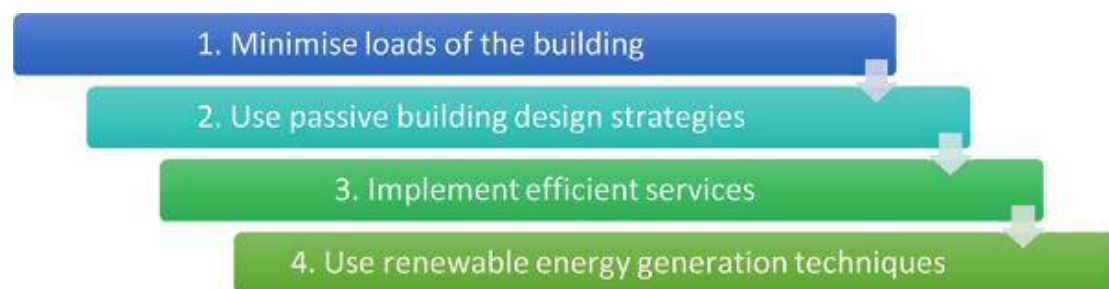 1. Minimise loads of the building
2. Use passive building design strategies
3. Implement efficient services
4. Use renewable energy generation techniques